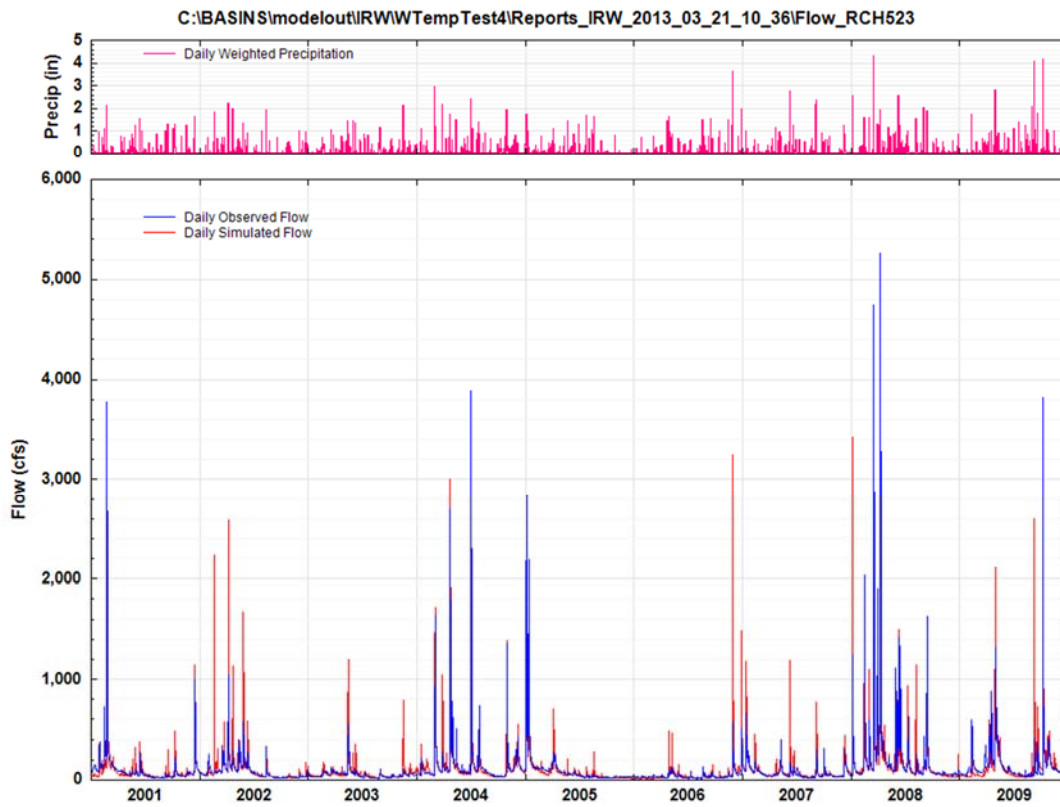 C:\BASINS\modelout\IRW\WTempTest4\Reports_IRW_2013_03_21_10_36\Flow_RCH523
Precip (in)
5
4
3
2
1
0
Daily Weighted Precipitation
Flow (cfs)
6,000
5,000
4,000
3,000
2,000
1,000
0
Daily Observed Flow
Daily Simulated Flow
2001 2002 2003 2004 2005 2006 2007 2008 2009